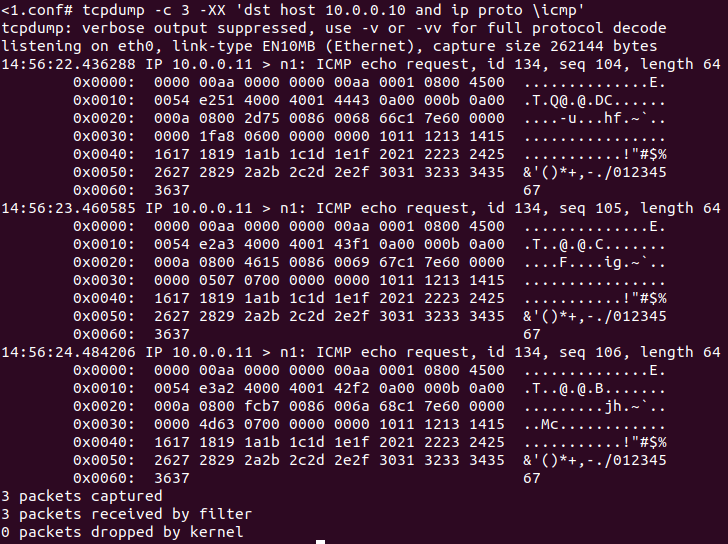 <1.conf# tcpdump -c 3 -XX 'dst host 10.0.0.10 and ip proto \icmp'
tcpdump: verbose output suppressed, use -v or -vv for full protocol decode
listening on eth0, link-type EN10MB (Ethernet), capture size 262144 bytes
14:56:22.436288 IP 10.0.0.11 > n1: ICMP echo request, id 134, seq 104, length 64
0x0000:  0000 00aa 0000 0000 00aa 0001 0800 4500  ..............E.
0x0010:  0054 e251 4000 4001 4443 0a00 000b 0a00  .T.Q@.@.DC......
0x0020:  000a 0800 2d75 0086 0068 66c1 7e60 0000  ....-u...hf.~`..
0x0030:  0000 1fa8 0600 0000 0000 1011 1213 1415  ................
0x0040:  1617 1819 1a1b 1c1d 1e1f 2021 2223 2425  ..........!"#$%
0x0050:  2627 2829 2a2b 2c2d 2e2f 3031 3233 3435  &'()*+,-./012345
0x0060:  3637  67
14:56:23.460585 IP 10.0.0.11 > n1: ICMP echo request, id 134, seq 105, length 64
0x0000:  0000 00aa 0000 0000 00aa 0001 0800 4500  ..............E.
0x0010:  0054 e2a3 4000 4001 43f1 0a00 000b 0a00  .T..@.@.C.......
0x0020:  000a 0800 4615 0086 0069 67c1 7e60 0000  ....F....ig.~`..
0x0030:  0000 0507 0700 0000 0000 1011 1213 1415  ................
0x0040:  1617 1819 1a1b 1c1d 1e1f 2021 2223 2425  ..........!"#$%
0x0050:  2627 2829 2a2b 2c2d 2e2f 3031 3233 3435  &'()*+,-./012345
0x0060:  3637  67
14:56:24.484206 IP 10.0.0.11 > n1: ICMP echo request, id 134, seq 106, length 64
0x0000:  0000 00aa 0000 0000 00aa 0001 0800 4500  ..............E.
0x0010:  0054 e3a2 4000 4001 42f2 0a00 000b 0a00  .T..@.@.B.......
0x0020:  000a 0800 fcb7 0086 006a 68c1 7e60 0000  .........jh.~`..
0x0030:  0000 4d63 0700 0000 0000 1011 1213 1415  ..Mc............
0x0040:  1617 1819 1a1b 1c1d 1e1f 2021 2223 2425  ..........!"#$%
0x0050:  2627 2829 2a2b 2c2d 2e2f 3031 3233 3435  &'()*+,-./012345
0x0060:  3637  67
3 packets captured
3 packets received by filter
0 packets dropped by kernel